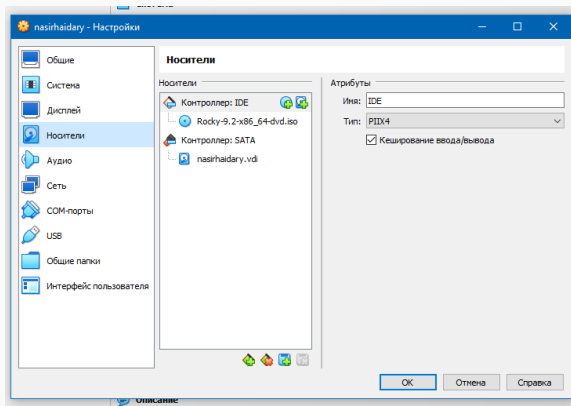 nasirhaidary - Настройки
Общие
Система
Дисплей
Носители
Аудио
Сеть
COM-порты
USB
Общие папки
Интерфейс пользователя
Носители
Носители
Контроллер: IDE
Rocky-9.2-x86_64-dvd.iso
Контроллер: SATA
nasirhaidary.vdi
Атрибуты
Имя: IDE
Тип: PIIX4
Кеширование ввода/вывода
OK Отмена Справка
Описание